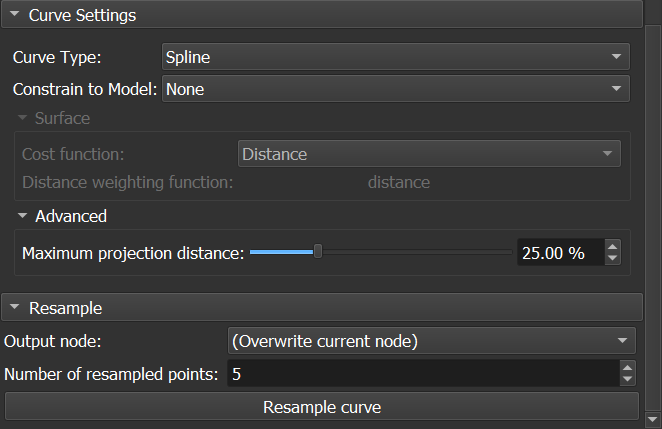 Curve Settings
Curve Type: Spline
Constrain to Model: None
Surface
Cost function: Distance
Distance weighting function: distance
Advanced
Maximum projection distance: 25.00 %
Resample
Output node: (Overwrite current node)
Number of resampled points: 5
Resample curve